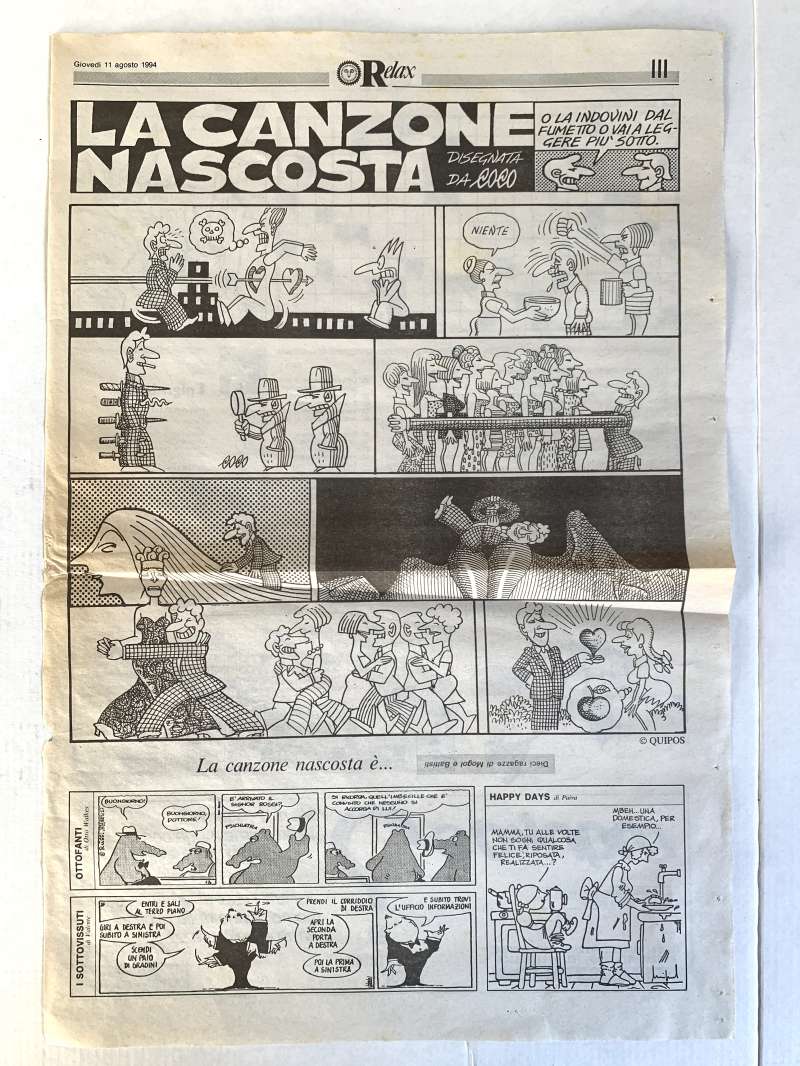 Giovedì 11 agosto 1994
Relax
III
LA CANZONE
NASCOSTA
DISEGNATA
DA COCO
O LA INDOVINI DAL
FUMETTO O VAI A LEG-
GERE PIU' SOTTO.
NIENTE
COCO
© QUIPOS
La canzone nascosta è...
Dieci ragazze di Mogol e Battisti
OTTOFANTI
BUONGIORNO!
BUONGIORNO,
DOTTORE!
E' ARRIVATO IL
SIGNOR ROSSI?
PSICHIATRIA
SI RICORDA QUELL'IMBECILLE CHE E'
CONVINTO CHE NESSUNO SI
ACCORGA DI LUI?
I SOTTOVISSUTI
ENTRI E SALI
AL TERZO PIANO
GIRI A DESTRA E POI
SUBITO A SINISTRA
SCENDI
UN PAIO
DI GRADINI
PRENDI IL CORRIDOIO
DI DESTRA
APRI LA
SECONDA
PORTA
A DESTRA
POI LA PRIMA
A SINISTRA
E SUBITO TROVI
L'UFFICIO INFORMAZIONI
HAPPY DAYS di
MAMMA, TU ALLE VOLTE
NON SOGNI QUALCOSA
CHE TI FA SENTIRE
FELICE, RIPOSATA,
REALIZZATA...?
MBEH... UNA
DOMESTICA, PER
ESEMPIO...